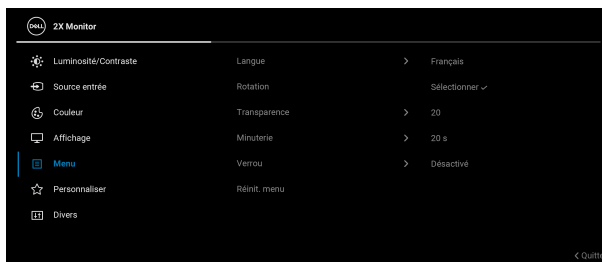 DELL 2X Monitor
Luminosité/Contraste Langue > Français
Source entrée Rotation Sélectionner ✓
Couleur Transparence > 20
Affichage Minuterie > 20 s
Menu Verrou > Désactivé
Personnaliser Réinit. menu
Divers
< Quitte